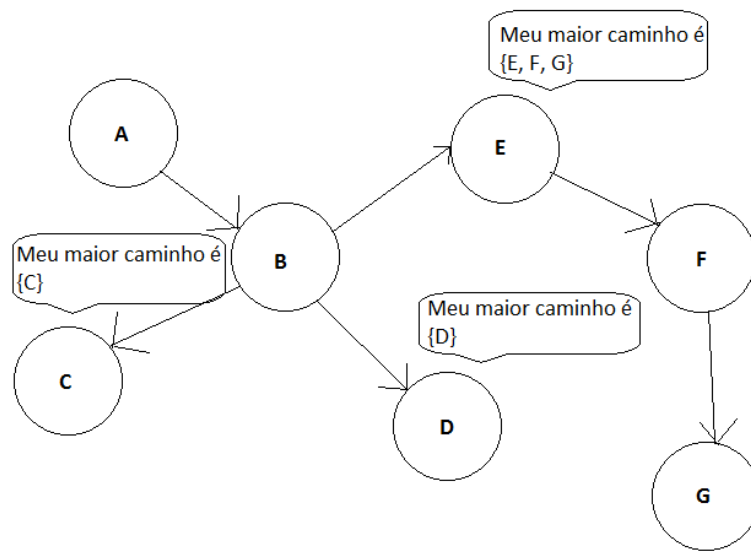 Meu maior caminho é
{E, F, G}
A
E
B
F
Meu maior caminho é
{C}
Meu maior caminho é
{D}
C
D
G